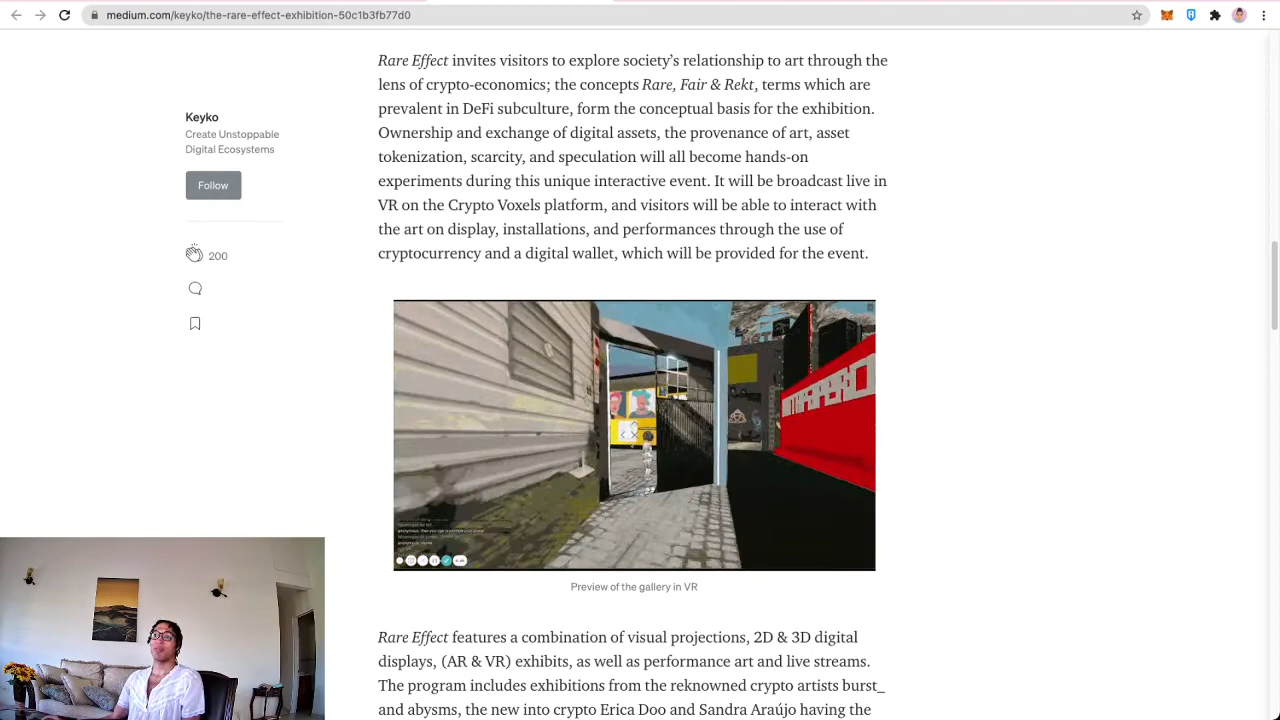 medium.com/keyko/the-rare-effect-exhibition-50c1b3fb77d0
Rare Effect invites visitors to explore society’s relationship to art through the
lens of crypto-economics; the concepts Rare, Fair & Rekt, terms which are
prevalent in DeFi subculture, form the conceptual basis for the exhibition.
Ownership and exchange of digital assets, the provenance of art, asset
tokenization, scarcity, and speculation will all become hands-on
experiments during this unique interactive event. It will be broadcast live in
VR on the Crypto Voxels platform, and visitors will be able to interact with
the art on display, installations, and performances through the use of
cryptocurrency and a digital wallet, which will be provided for the event.
Keyko
Create Unstoppable
Digital Ecosystems
Follow
200
Preview of the gallery in VR
Rare Effect features a combination of visual projections, 2D & 3D digital
displays, (AR & VR) exhibits, as well as performance art and live streams.
The program includes exhibitions from the reknowned crypto artists burst_
and abysms, the new into crypto Erica Doo and Sandra Araújo having the